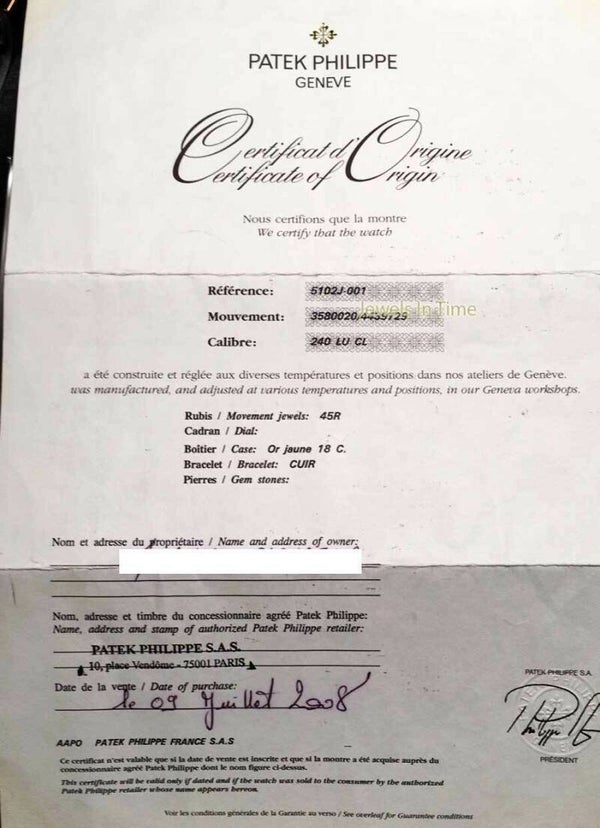 PATEK PHILIPPE
GENEVE
Certificat d'Origine
Certificate of Origin
Nous certifions que la montre
We certify that the watch
Référence: 5102J-001
Jewels In Time
Mouvement: 3580020/4455725
Calibre: 240 LU CL
a été construite et réglée aux diverses températures et positions dans nos ateliers de Genève.
was manufactured, and adjusted at various temperatures and positions, in our Geneva workshops.
Rubis / Movement jewels: 45R
Cadran / Dial:
Boitier / Case: Or jaune 18 C.
Bracelet / Bracelet: CUIR
Pierres / Gem stones:
Nom et adresse du propriétaire / Name and address of owner:
Nom, adresse et timbre du concessionnaire agréé Patek Philippe:
Name, address and stamp of authorized Patek Philippe retailer:
PATEK PHILIPPE S.A.S.
10, place Vendôme - 75001 PARIS
Date de la vente / Date of purchase:
le 09 Juillet 2008
PATEK PHILIPPE S.A.
PRÉSIDENT
AAPO PATEK PHILIPPE FRANCE S.A.S
Ce certificat n'est valable que si la date de vente est inscrite et que si la montre a été acquise auprès du
concessionnaire agréé Patek Philippe dont le nom figure ci-dessus.
This certificate will be valid only if dated and if the watch was sold to the consumer by the authorized
Patek Philippe retailer whose name appears hereon.
Voir les conditions générales de la Garantie au verso / See overleaf for Guarantee conditions